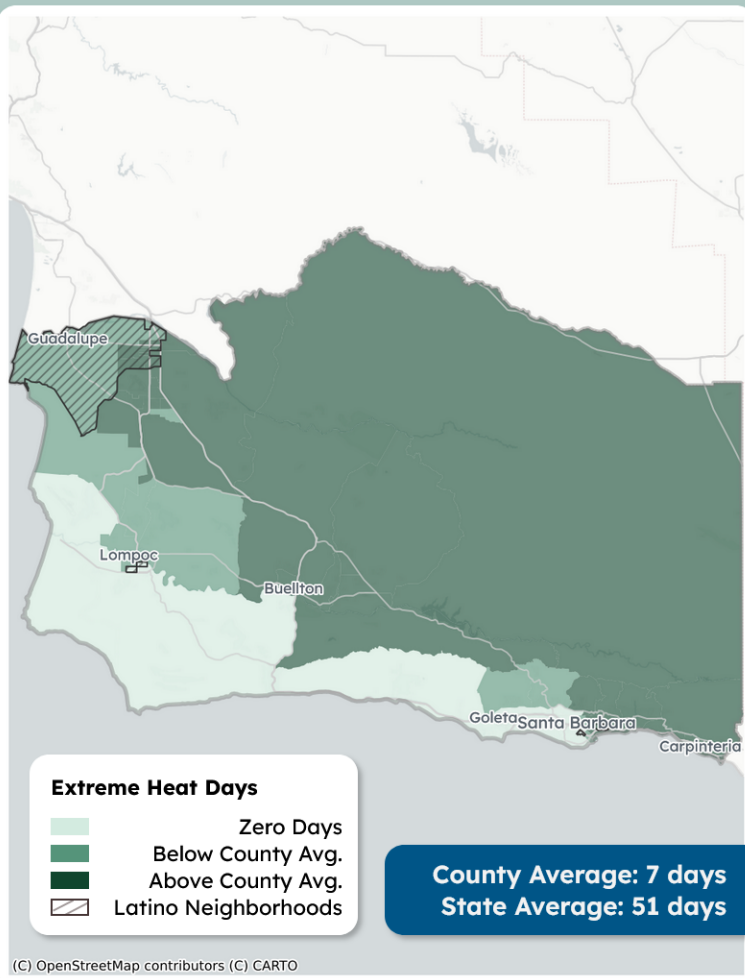 Guadalupe
Lompoc
Buellton
Goleta
Santa Barbara
Carpinteria
Extreme Heat Days
Zero Days
Below County Avg.
Above County Avg.
Latino Neighborhoods
County Average: 7 days
State Average: 51 days
(C) OpenStreetMap contributors (C) CARTO